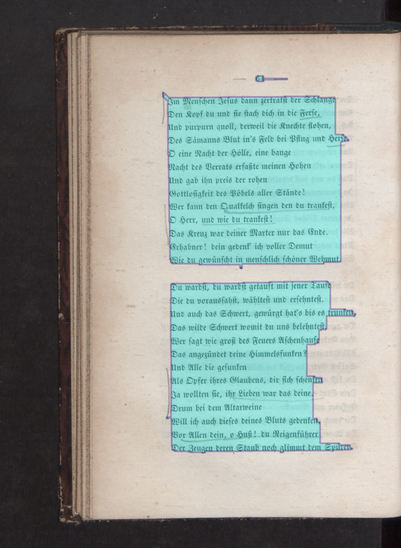 Im Menschen Jesus dann zertratst der Schlange
Den Kopf du und sie stach dich in die Ferse,
Und purpurn quoll, derweil die Knechte flohen,
Des Sämanns Blut in's Feld bei Pflug und Herse.
O eine Nacht der Hölle, eine bange
Nacht des Verrats erfaßte meinen Hohen
Und gab ihn preis der rohen
Gottlosigkeit des Pöbels aller Stände!
Wer kann den Qualkelch singen den du trankest,
O Herr, und wie du trankest!
Das Kreuz war deiner Marter nur das Ende.
Erhabner! dein gedenk' ich voller Demut
Wie du gewünscht in menschlich schöner Wehmut.
Du wardst, du wardst getauft mit jener Taufe
Die du voraussahst, wähltest und ersehntest.
Und auch das Schwert, gewürgt hat's bis es trunken,
Das wilde Schwert womit du uns belehntest.
Wer sagt wie groß des Feuers Aschenhaufe
Das angezündet deine Himmelsfunken!
Und Alle die gesunken
Als Opfer ihres Glaubens, die sich schenkten
Ja wollten sie, ihr Lieben war das deine.
Drum bei dem Altarweine
Will ich auch dieses deines Bluts gedenken,
Vor Allen dein, o Huß! du Reigenführer
Der Zeugen deren Staub noch glimmt dem Spürer.